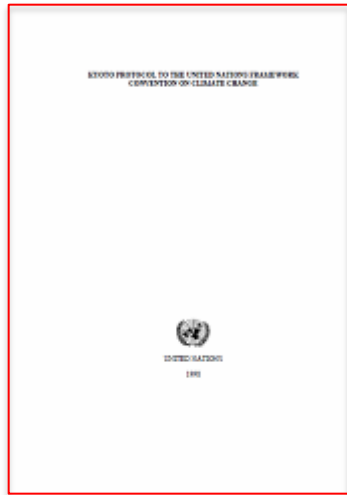 KYOTO PROTOCOL TO THE UNITED NATIONS FRAMEWORK
CONVENTION ON CLIMATE CHANGE
UNITED NATIONS